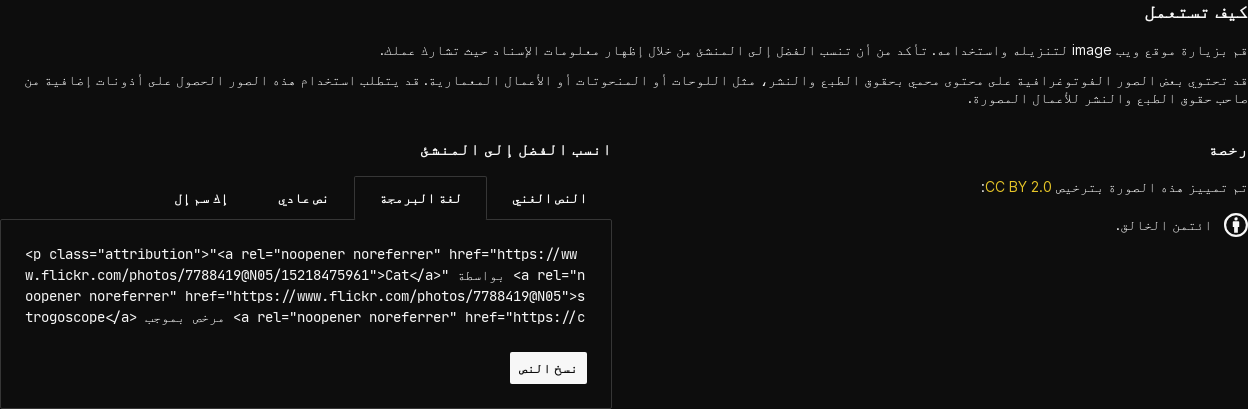 كيف تستعمل
قم بزيارة موقع ويب image لتنزيله واستخدامه. تأكد من أن تنسب الفضل إلى المنشئ من خلال إظهار معلومات الإسناد حيث تشارك عملك.
قد تحتوي بعض الصور الفوتوغرافية على محتوى محمي بحقوق الطبع والنشر، مثل اللوحات أو المنحوتات أو الأعمال المعمارية. قد يتطلب استخدام هذه الصور الحصول على أذونات إضافية من
صاحب حقوق الطبع والنشر للأعمال المصورة.
رخصة
تم تمييز هذه الصورة بترخيص CC BY 2.0:
ائتمن الخالق.
انسب الفضل إلى المنشئ
النص الغني
لغة البرمجة
نص عادي
إك سم إل
<p class="attribution">"<a rel="noopener noreferrer" href="https://ww
w.flickr.com/photos/7788419@N05/15218475961">Cat</a>" بواسطة <a rel="n
oopener noreferrer" href="https://www.flickr.com/photos/7788419@N05">s
trogoscope</a> مرخص بموجب <a rel="noopener noreferrer" href="https://c
نسخ النص